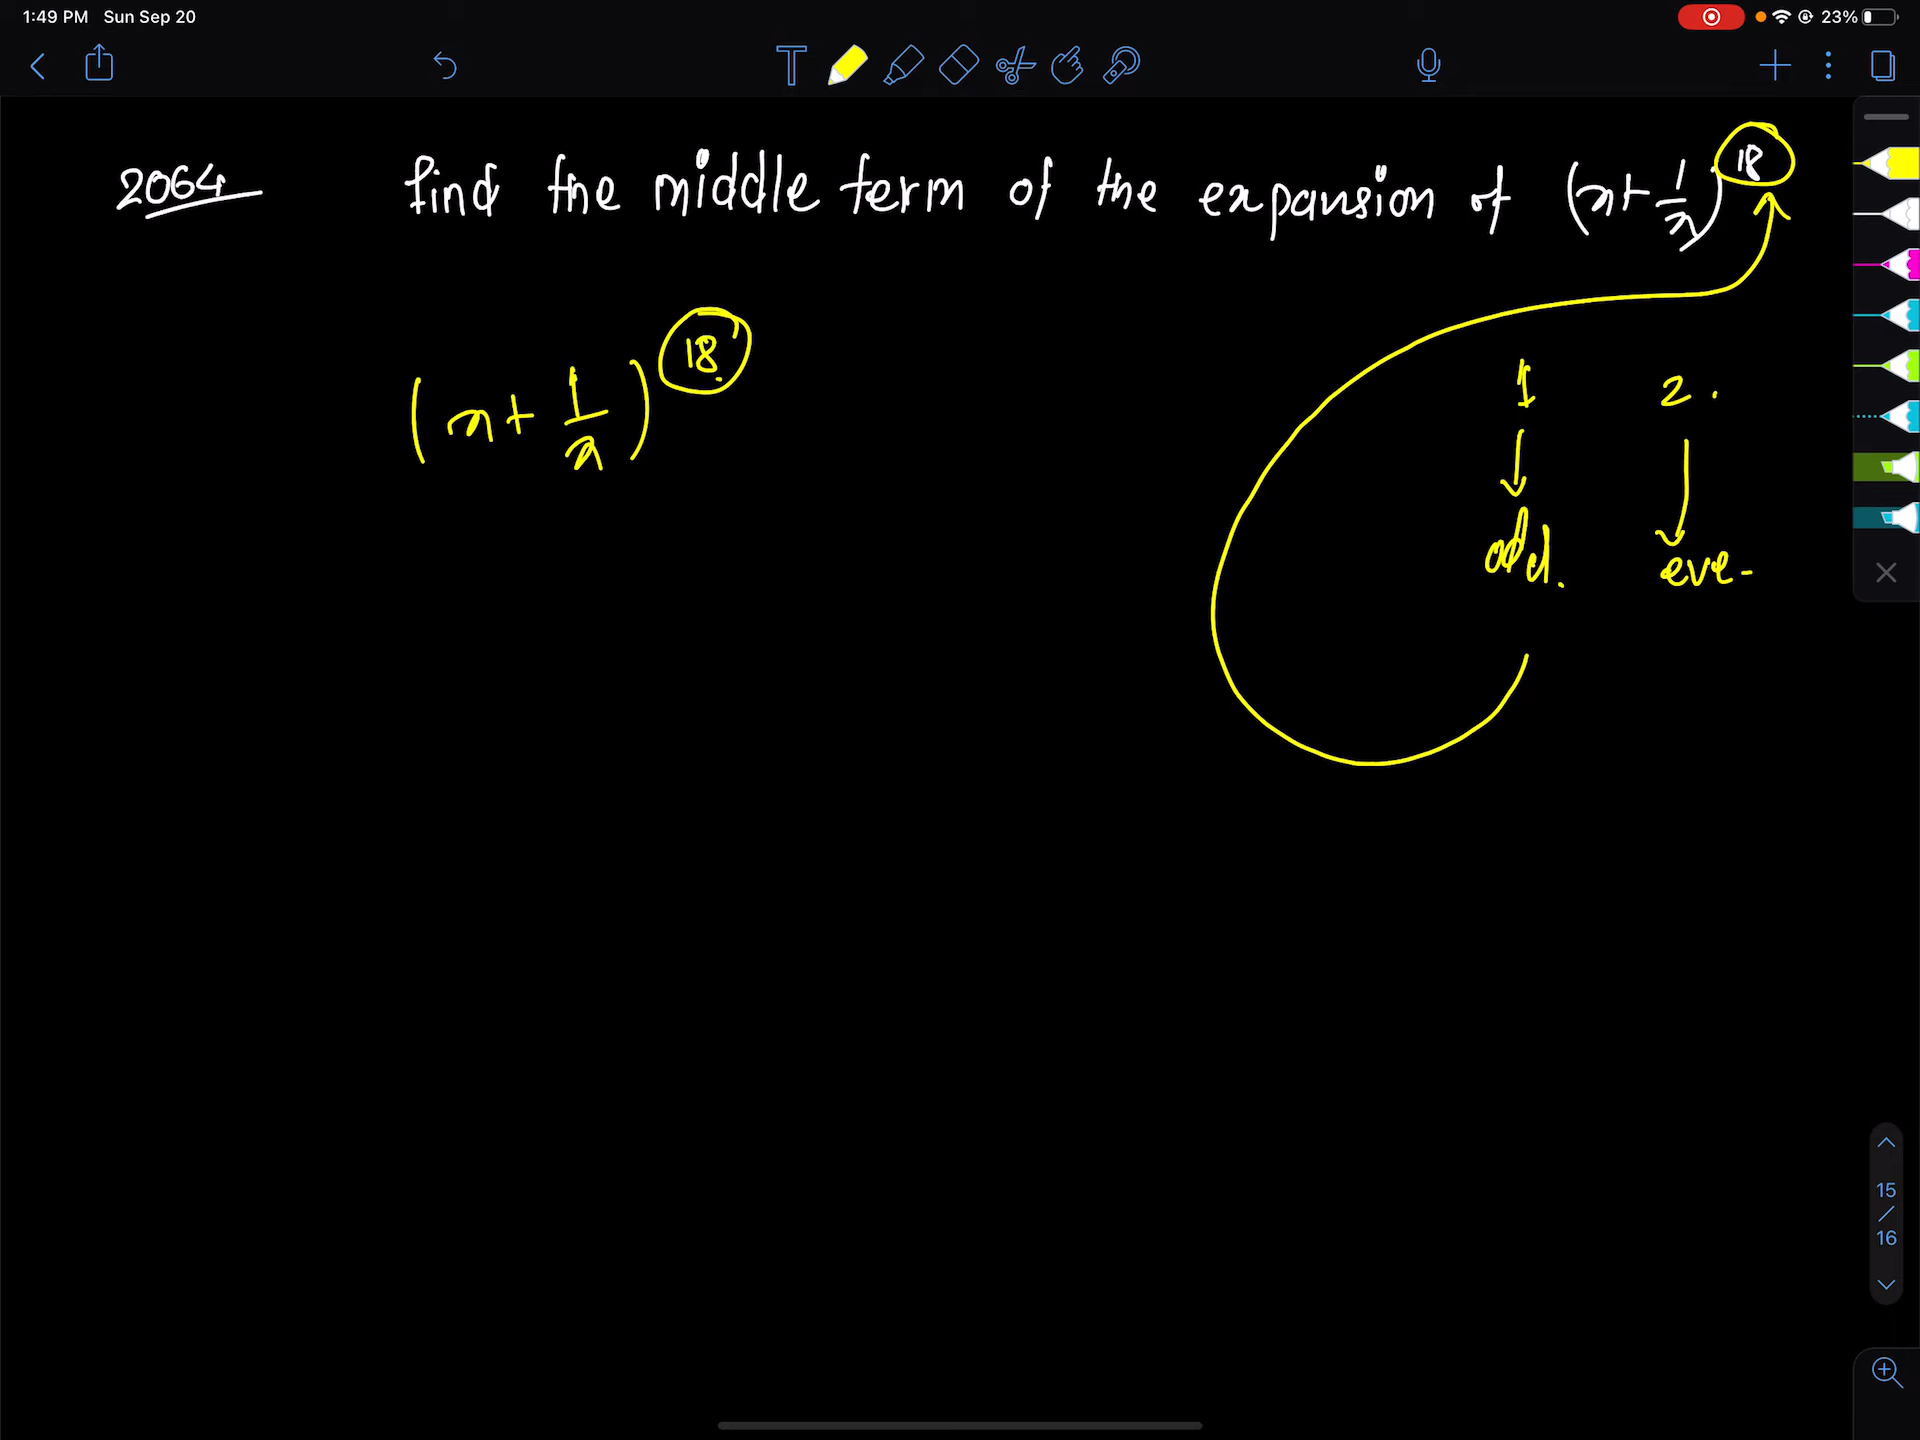 1:49 PM Sun Sep 20
23%
2064 find the middle term of the expansion of (x + 1/x)^18
(x + 1/x)^18
1 2.
odd. eve-
15
/
16